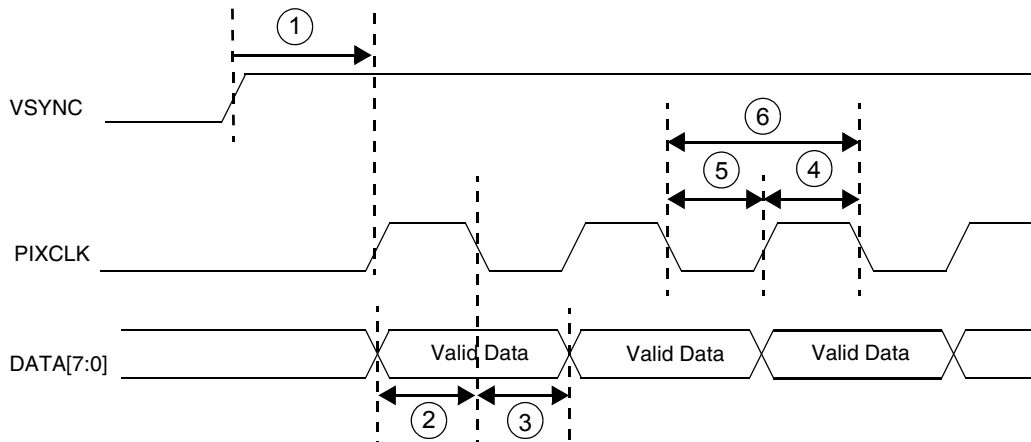 1
VSYNC
6
5
4
PIXCLK
DATA[7:0]
Valid Data
Valid Data
Valid Data
2
3